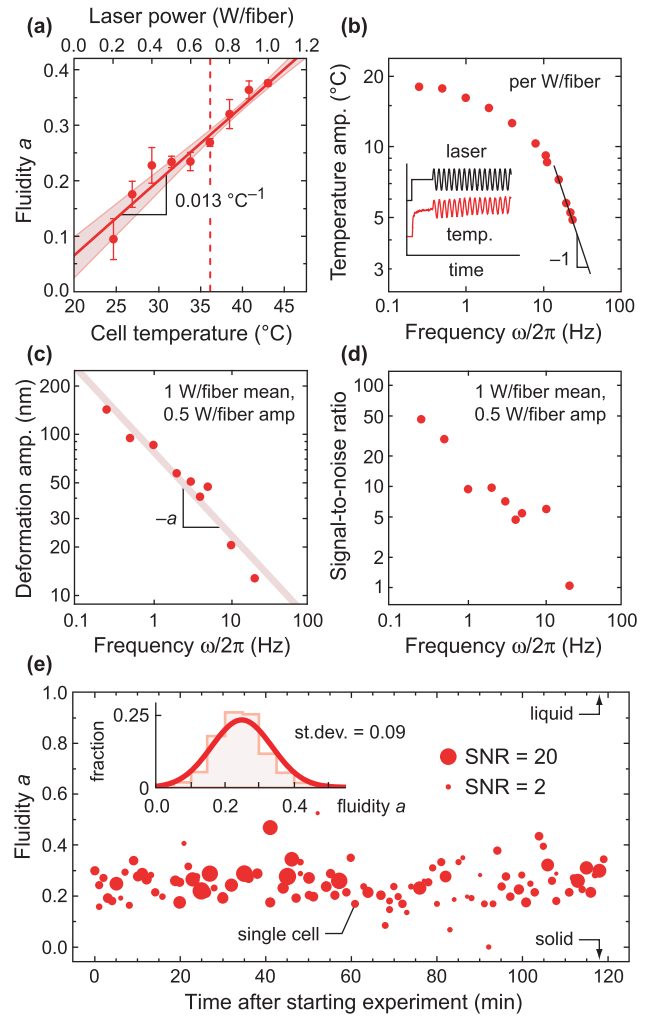 (a)
Laser power (W/fiber)
0.0 0.2 0.4 0.6 0.8 1.0 1.2
0.4
0.3
0.2
0.1
0.0
Fluidity a
0.013 °C–1
20 25 30 35 40 45
Cell temperature (°C)
(b)
per W/fiber
20
10
5
3
Temperature amp. (°C)
laser
temp.
time
–1
0.1 1 10 100
Frequency ω/2π (Hz)
(c)
1 W/fiber mean,
0.5 W/fiber amp
200
100
50
30
20
10
Deformation amp. (nm)
–a
0.1 1 10 100
Frequency ω/2π (Hz)
(d)
1 W/fiber mean,
0.5 W/fiber amp
100
50
20
10
5
2
1
Signal-to-noise ratio
0.1 1 10 100
Frequency ω/2π (Hz)
(e)
1.0
0.8
0.6
0.4
0.2
0.0
Fluidity a
0.25
0
fraction
st.dev. = 0.09
0.0 0.2 0.4
fluidity a
liquid
SNR = 20
SNR = 2
single cell
solid
0 20 40 60 80 100 120
Time after starting experiment (min)